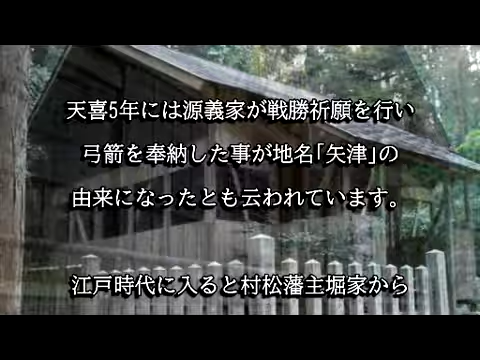 天喜5年には源義家が戦勝祈願を行い
弓箭を奉納した事が地名｢矢津｣の
由来になったとも云われています。
江戸時代に入ると村松藩主堀家から